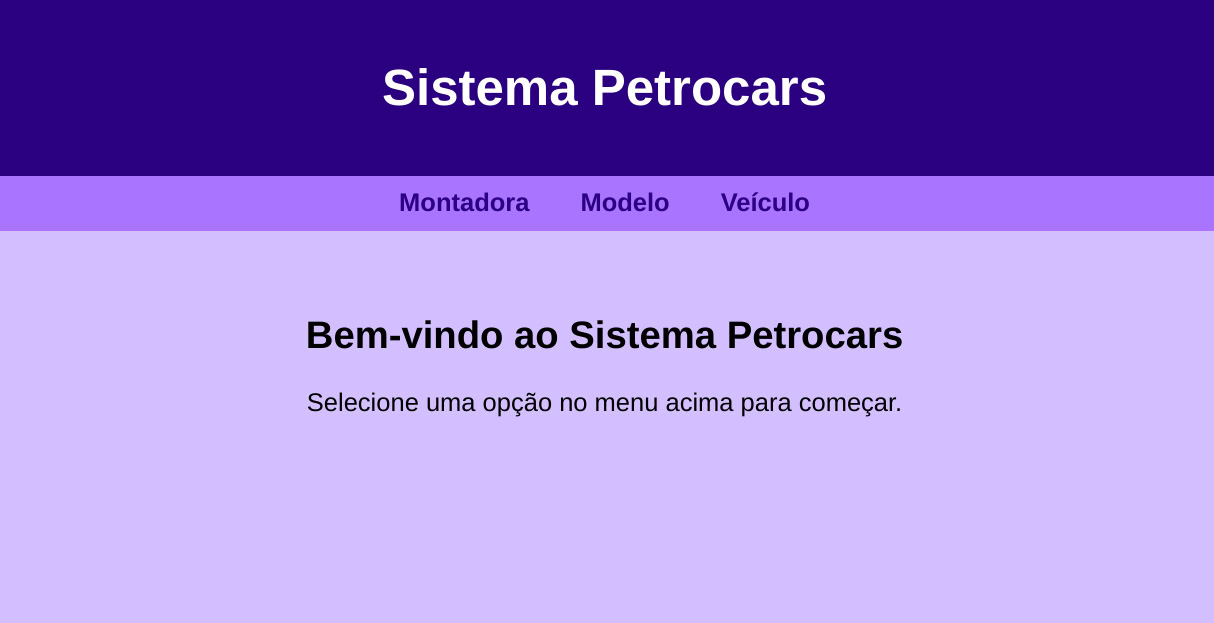 Sistema Petrocars
Montadora Modelo Veículo
Bem-vindo ao Sistema Petrocars
Selecione uma opção no menu acima para começar.